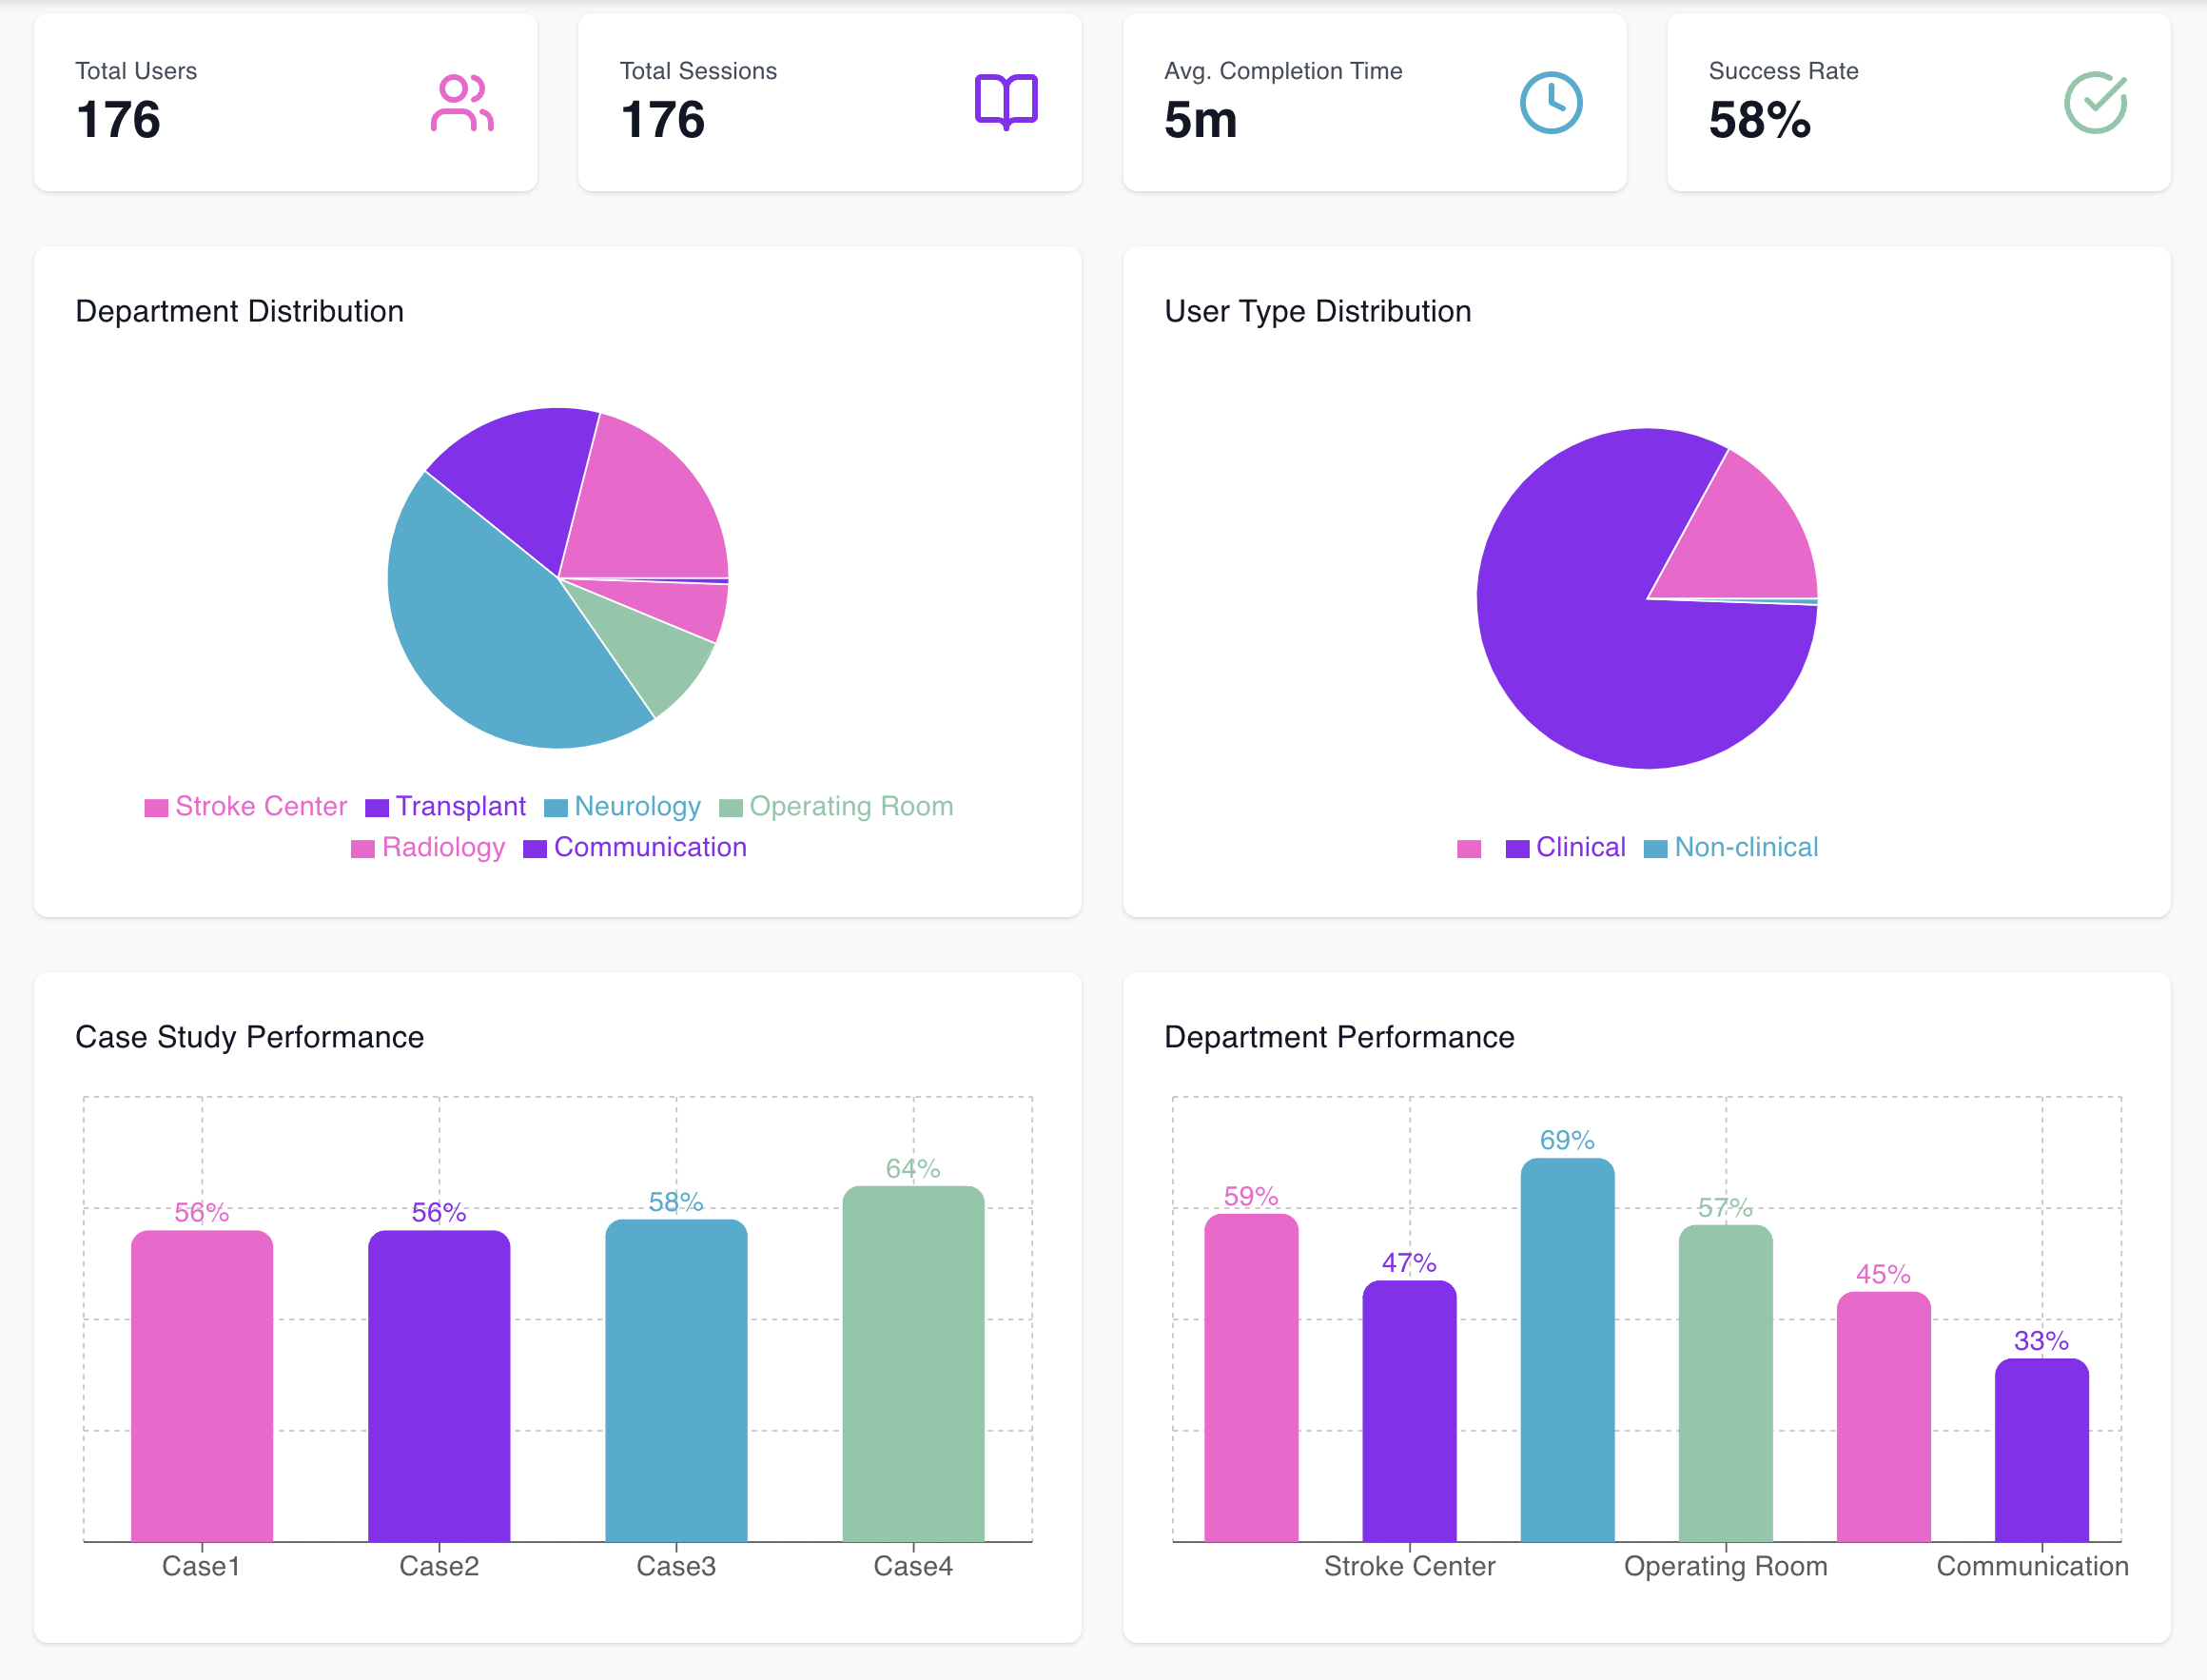 Total Users
176
Total Sessions
176
Avg. Completion Time
5m
Success Rate
58%
Department Distribution
Stroke Center Transplant Neurology Operating Room
Radiology Communication
User Type Distribution
Clinical Non-clinical
Case Study Performance
56% 56% 58% 64%
Case1 Case2 Case3 Case4
Department Performance
59% 47% 69% 57% 45% 33%
Stroke Center Operating Room Communication